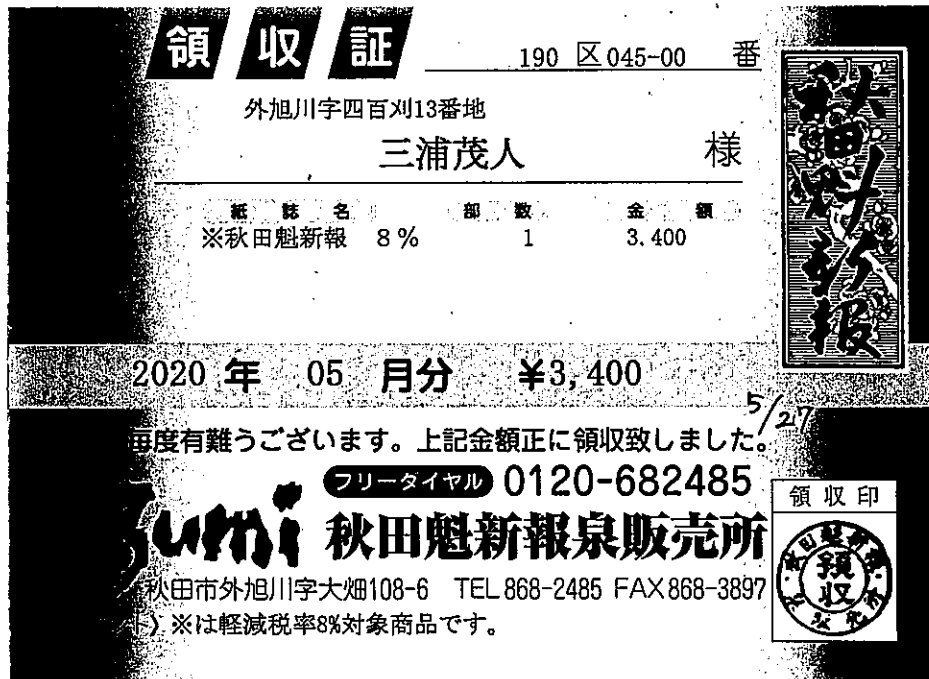 領収証
190 区 045-00 番
外旭川字四百刈13番地
三浦茂人 様
紙誌名 部数 金額
※秋田魁新報 8% 1 3.400
秋田魁新報
2020 年 05 月分 ¥3,400
5/27
毎度有難うございます。上記金額正に領収致しました。
フリーダイヤル 0120-682485
umi 秋田魁新報泉販売所
領収印
領収
秋田市外旭川字大畑108-6 TEL 868-2485 FAX 868-3897
) ※は軽減税率8%対象商品です。